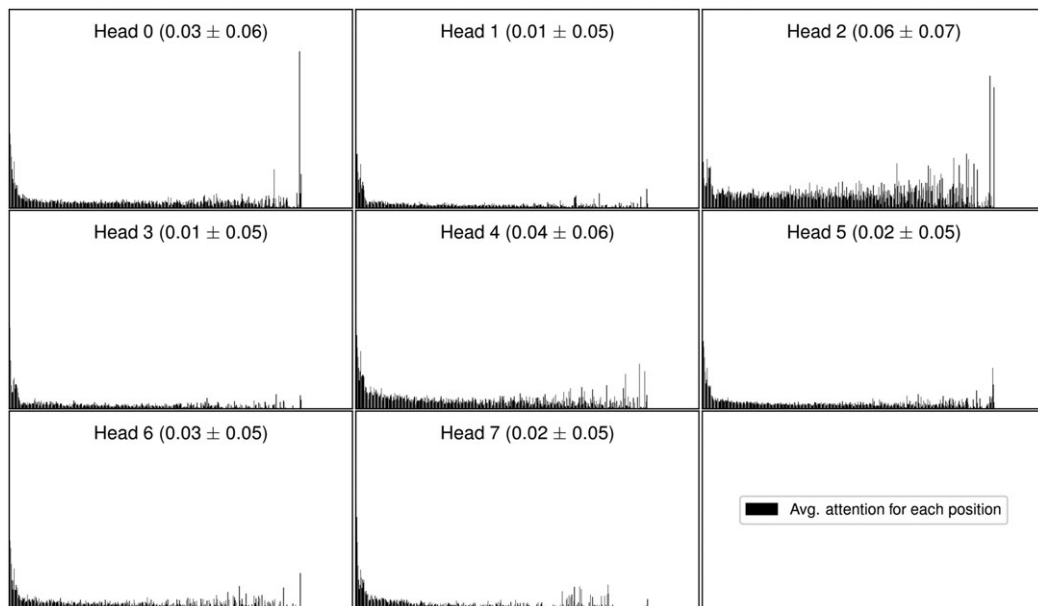 Head 0 (0.03 ± 0.06)
Head 1 (0.01 ± 0.05)
Head 2 (0.06 ± 0.07)
Head 3 (0.01 ± 0.05)
Head 4 (0.04 ± 0.06)
Head 5 (0.02 ± 0.05)
Head 6 (0.03 ± 0.05)
Head 7 (0.02 ± 0.05)
Avg. attention for each position